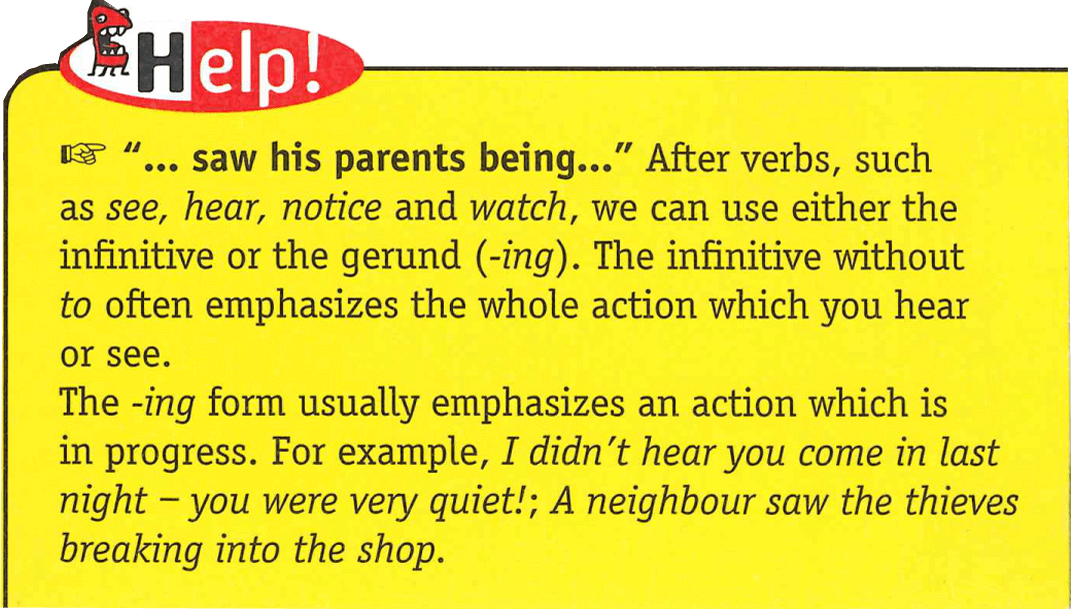 Help!
☞ “... saw his parents being...” After verbs, such
as see, hear, notice and watch, we can use either the
infinitive or the gerund (-ing). The infinitive without
to often emphasizes the whole action which you hear
or see.
The -ing form usually emphasizes an action which is
in progress. For example, I didn’t hear you come in last
night – you were very quiet!; A neighbour saw the thieves
breaking into the shop.